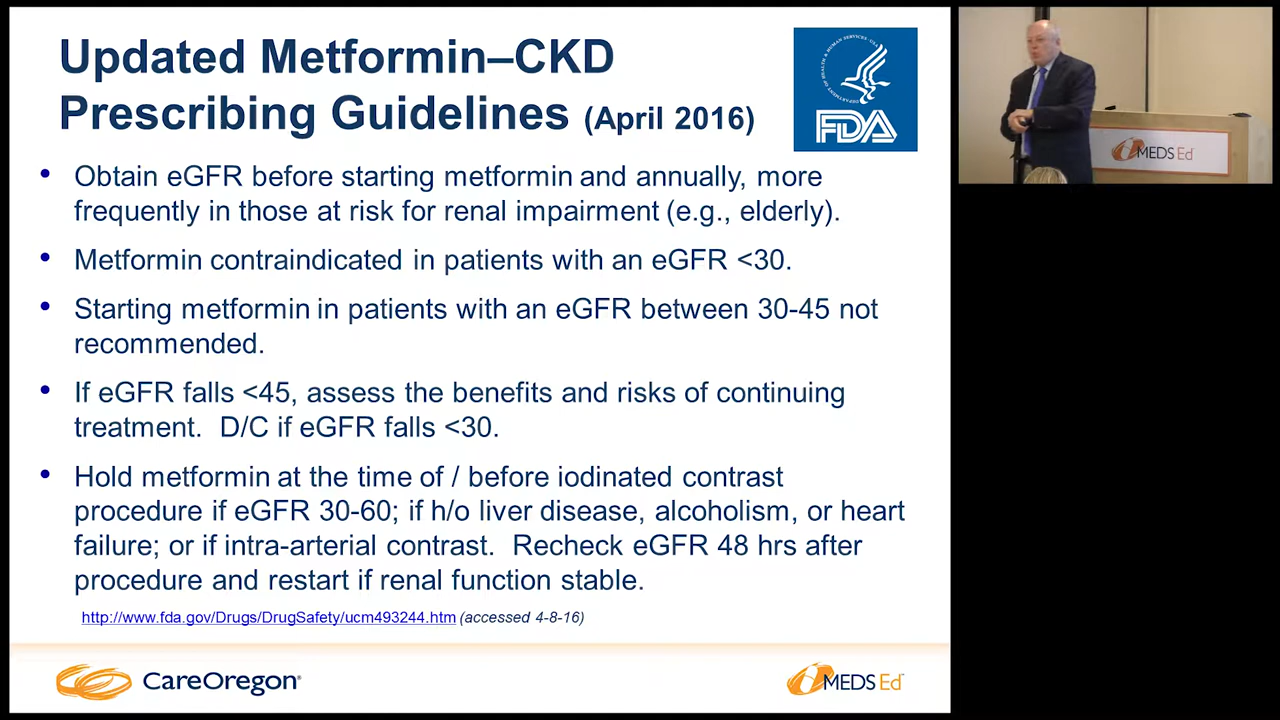 Updated Metformin–CKD
Prescribing Guidelines (April 2016)
DEPARTMENT OF HEALTH & HUMAN SERVICES • USA
FDA
• Obtain eGFR before starting metformin and annually, more
frequently in those at risk for renal impairment (e.g., elderly).
• Metformin contraindicated in patients with an eGFR <30.
• Starting metformin in patients with an eGFR between 30-45 not
recommended.
• If eGFR falls <45, assess the benefits and risks of continuing
treatment. D/C if eGFR falls <30.
• Hold metformin at the time of / before iodinated contrast
procedure if eGFR 30-60; if h/o liver disease, alcoholism, or heart
failure; or if intra-arterial contrast. Recheck eGFR 48 hrs after
procedure and restart if renal function stable.
http://www.fda.gov/Drugs/DrugSafety/ucm493244.htm (accessed 4-8-16)
CareOregon®
MEDS Ed
MEDS Ed